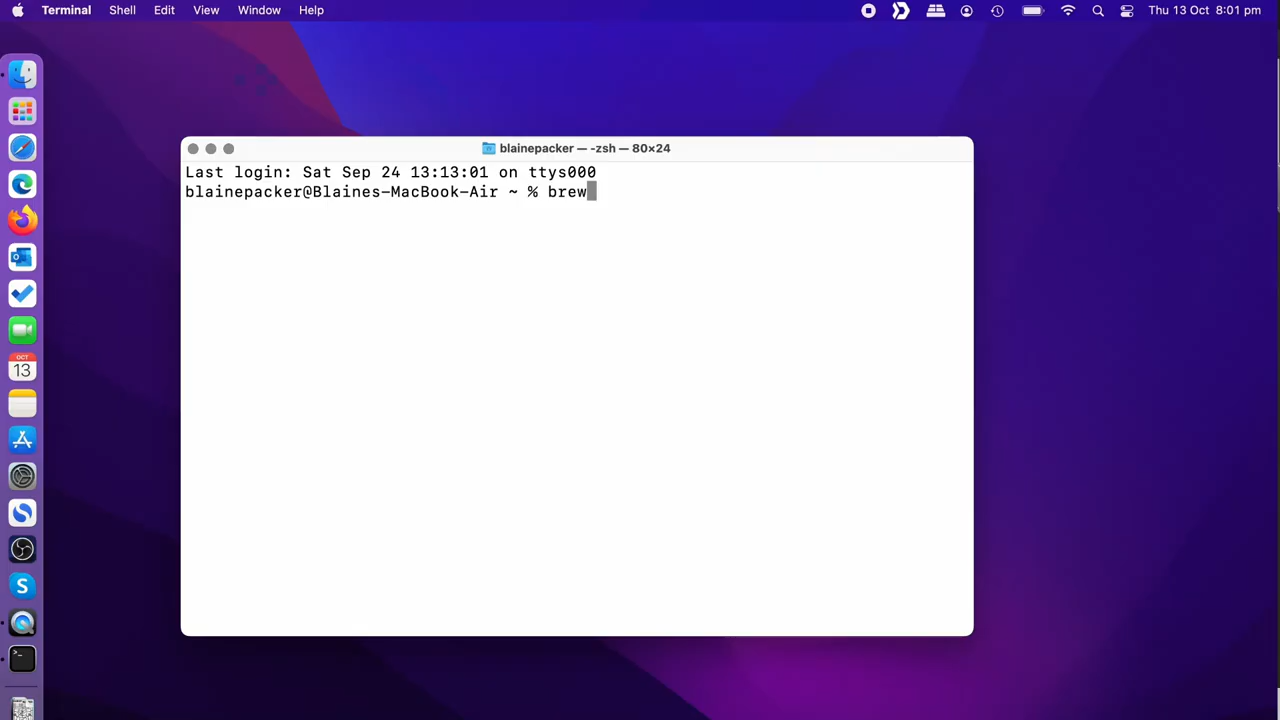 Terminal Shell Edit View Window Help Thu 13 Oct 8:01 pm
blainepacker — -zsh — 80×24
Last login: Sat Sep 24 13:13:01 on ttys000
blainepacker@Blaines-MacBook-Air ~ % brew
OCT
13
S
>_